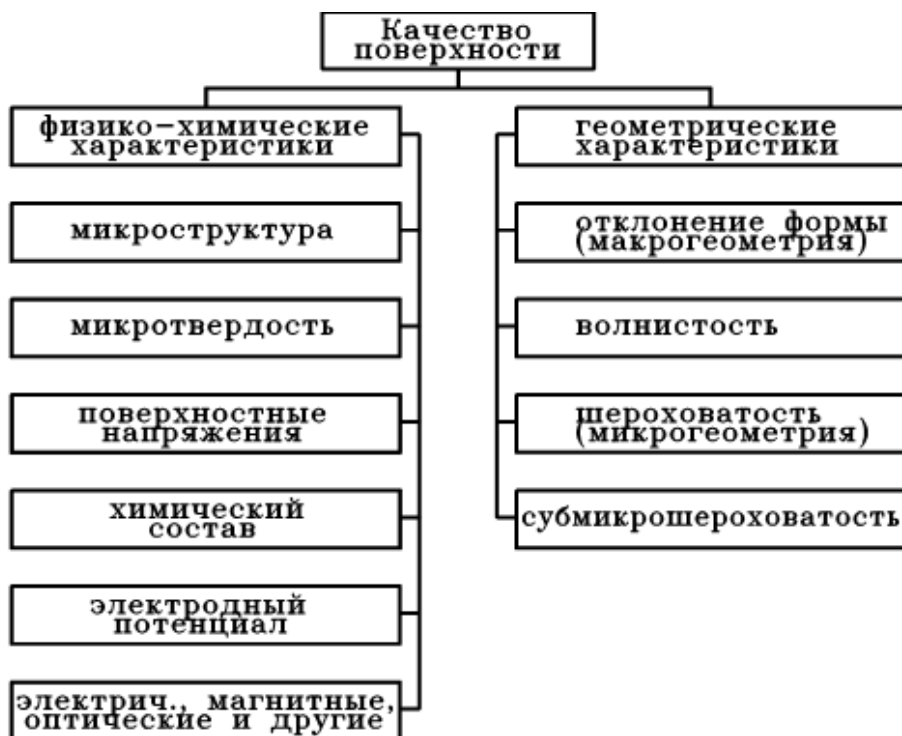 Качество
поверхности
физико-химические
характеристики
микроструктура
микротвердость
поверхностные
напряжения
химический
состав
электродный
потенциал
электрич., магнитные,
оптические и другие
геометрические
характеристики
отклонение формы
(макрогеометрия)
волнистость
шероховатость
(микрогеометрия)
субмикрошероховатость